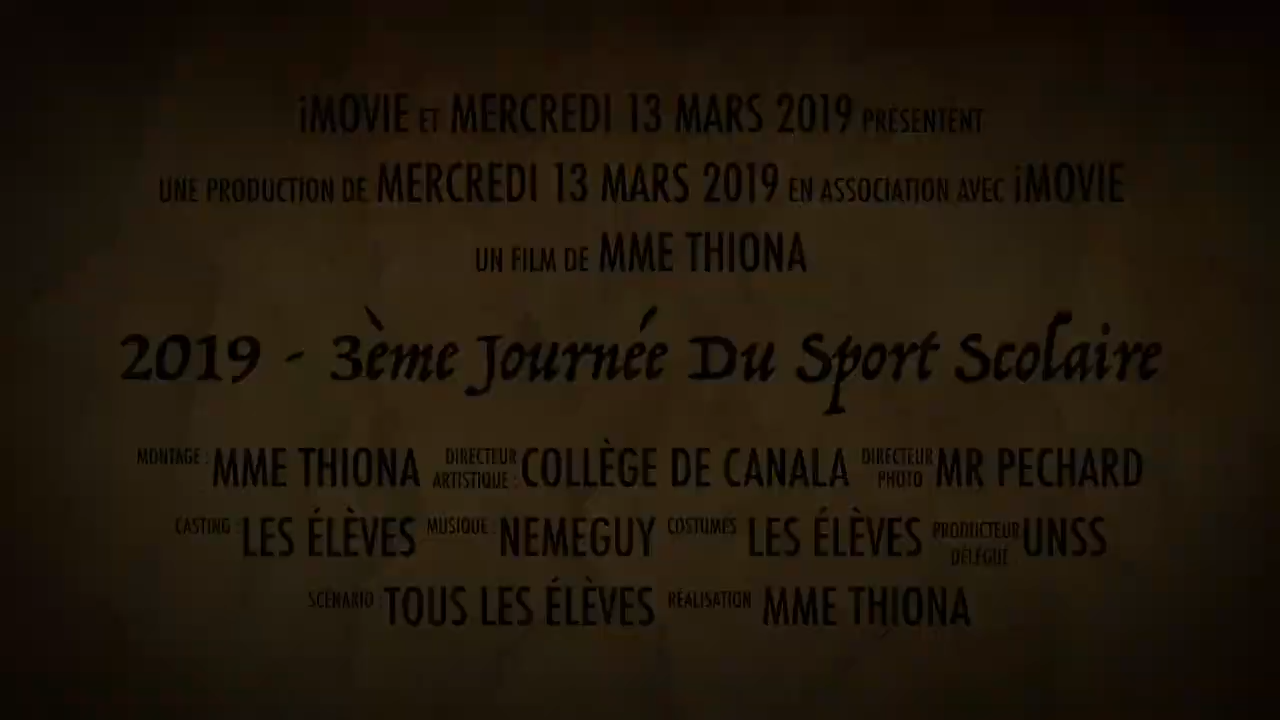 iMOVIE ET MERCREDI 13 MARS 2019 PRÉSENTENT
UNE PRODUCTION DE MERCREDI 13 MARS 2019 EN ASSOCIATION AVEC iMOVIE
UN FILM DE MME THIONA
2019 - 3ème Journée Du Sport Scolaire
MONTAGE : MME THIONA DIRECTEUR ARTISTIQUE : COLLÈGE DE CANALA DIRECTEUR PHOTO MR PECHARD
CASTING : LES ÉLÈVES MUSIQUE : NEMEGUY COSTUMES LES ÉLÈVES PRODUCTEUR DÉLÉGUÉ UNSS
SCÉNARIO : TOUS LES ÉLÈVES RÉALISATION MME THIONA